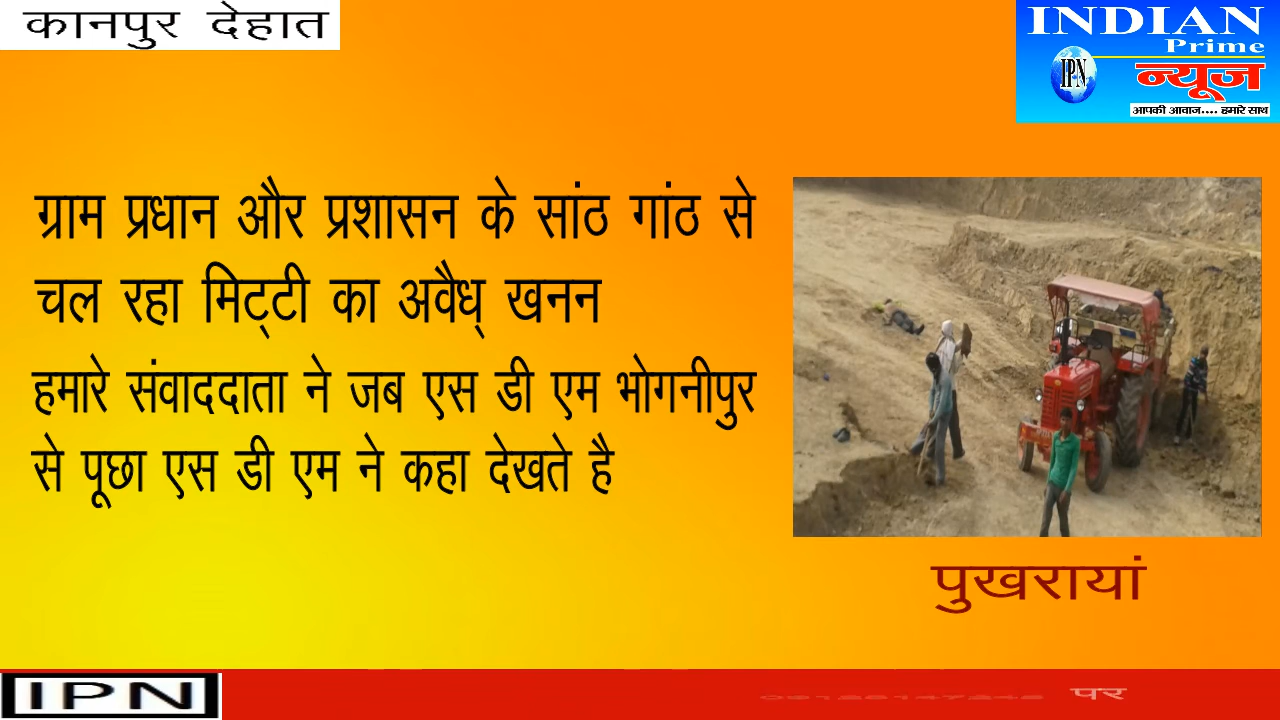 कानपुर देहात
INDIAN
Prime
IPN
न्यूज
आपकी आवाज.... हमारे साथ
ग्राम प्रधान और प्रशासन के सांठ गांठ से
चल रहा मिट्टी का अवैध् खनन
हमारे संवाददाता ने जब एस डी एम भोगनीपुर
से पूछा एस डी एम ने कहा देखते है
पुखरायां
IPN
पर